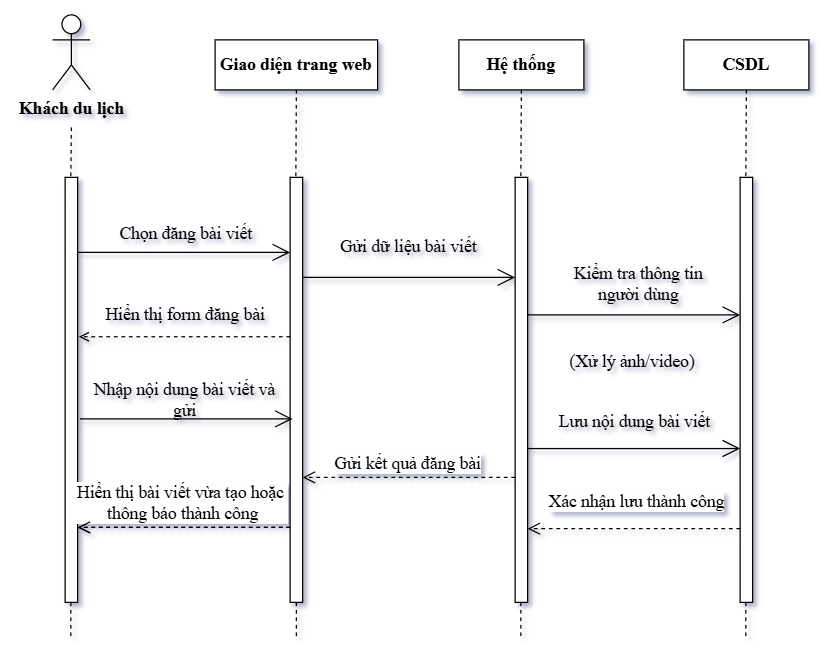 Khách du lịch
Giao diện trang web
Hệ thống
CSDL
Chọn đăng bài viết
Gửi dữ liệu bài viết
Kiểm tra thông tin
người dùng
Hiển thị form đăng bài
(Xử lý ảnh/video)
Nhập nội dung bài viết và
gửi
Lưu nội dung bài viết
Gửi kết quả đăng bài
Hiển thị bài viết vừa tạo hoặc
thông báo thành công
Xác nhận lưu thành công